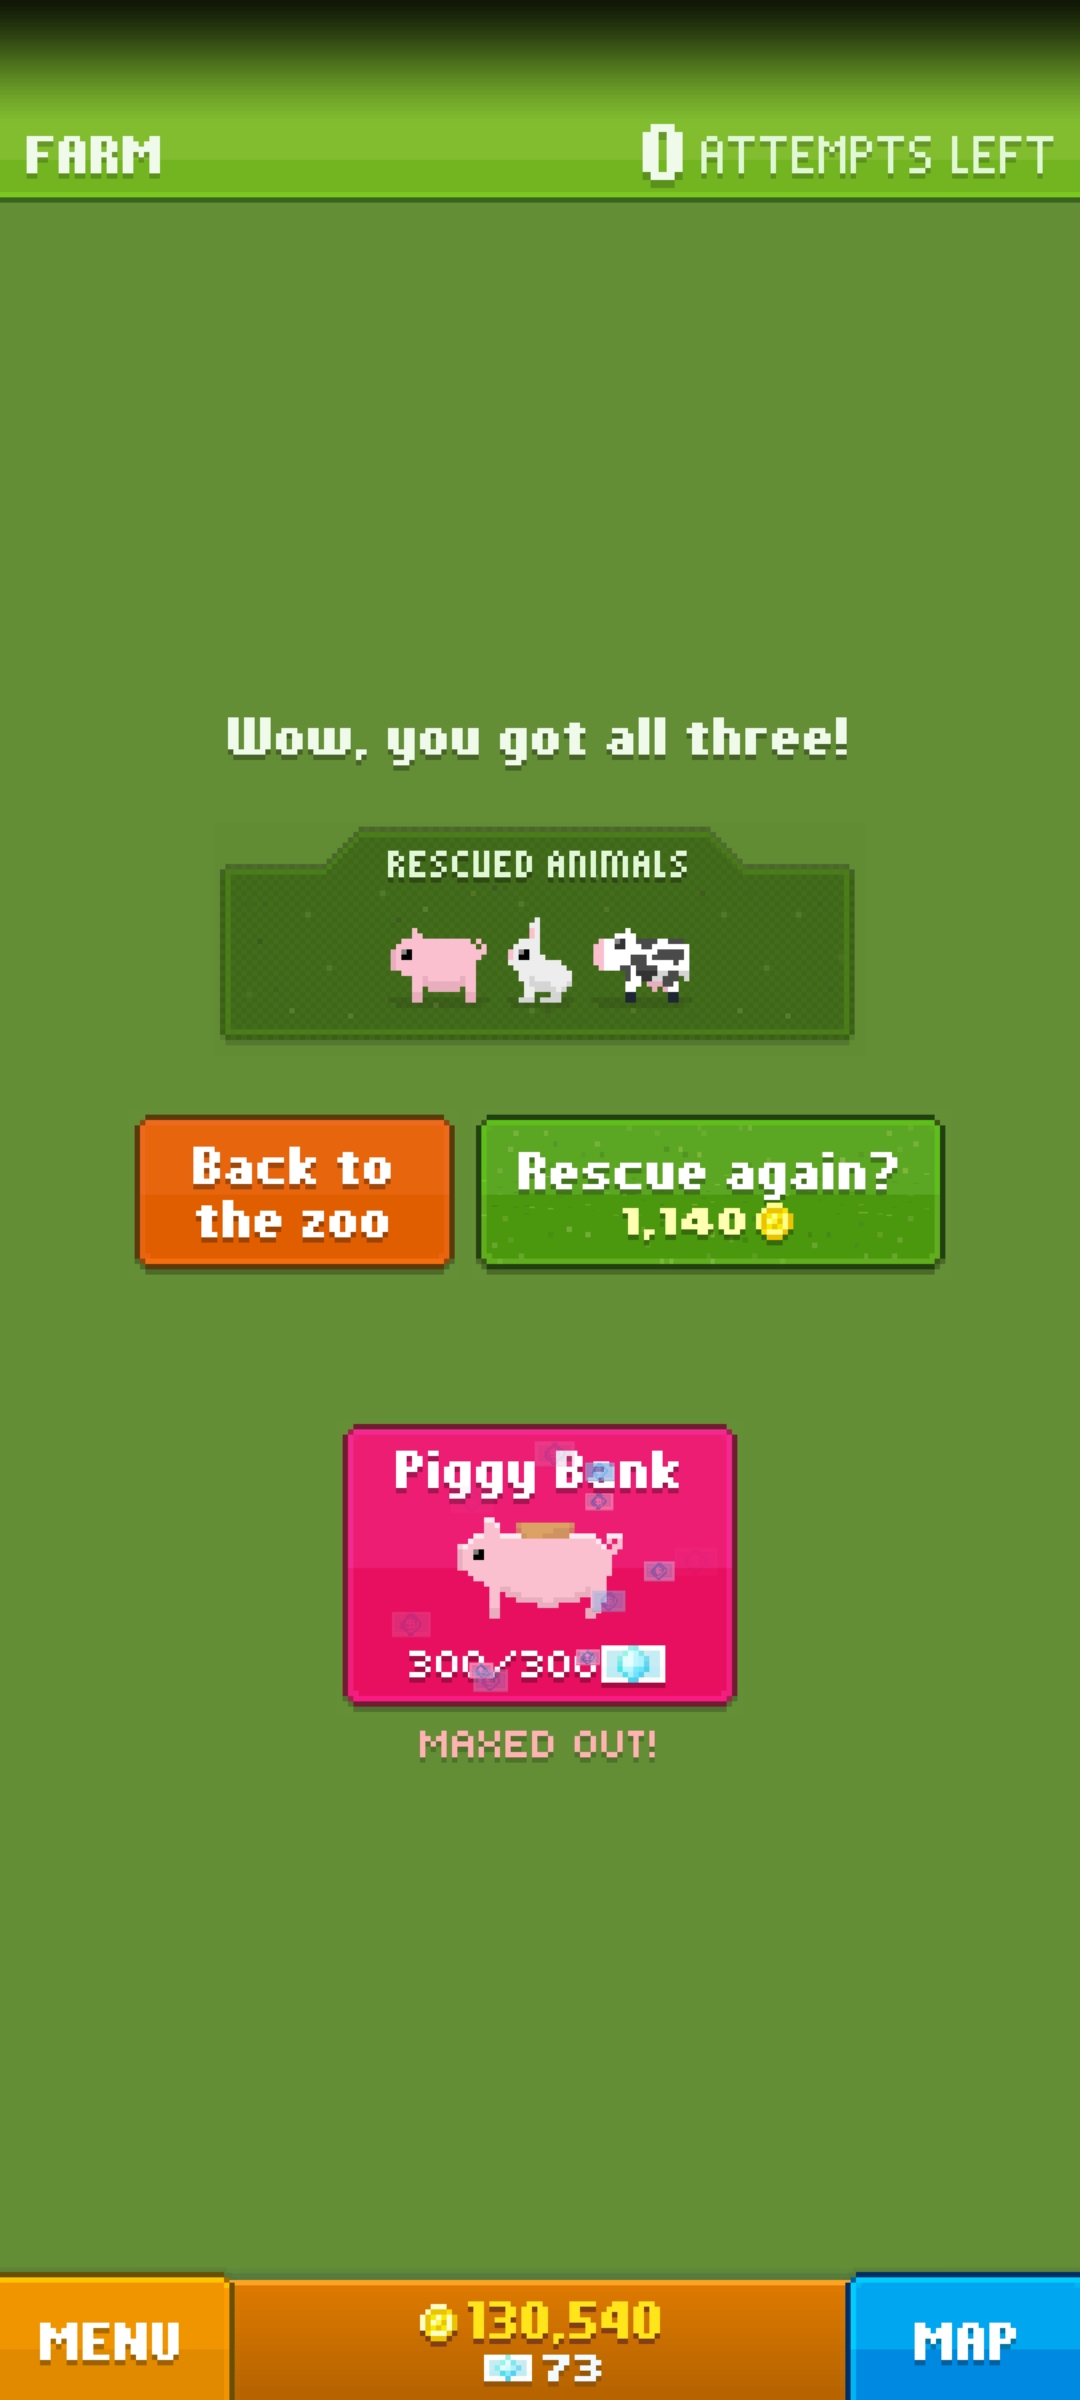 FARM
0 ATTEMPTS LEFT
Wow, you got all three!
RESCUED ANIMALS
Back to
the zoo
Rescue again?
1,140
Piggy Bank
300/300
MAXED OUT!
MENU
130,540
73
MAP